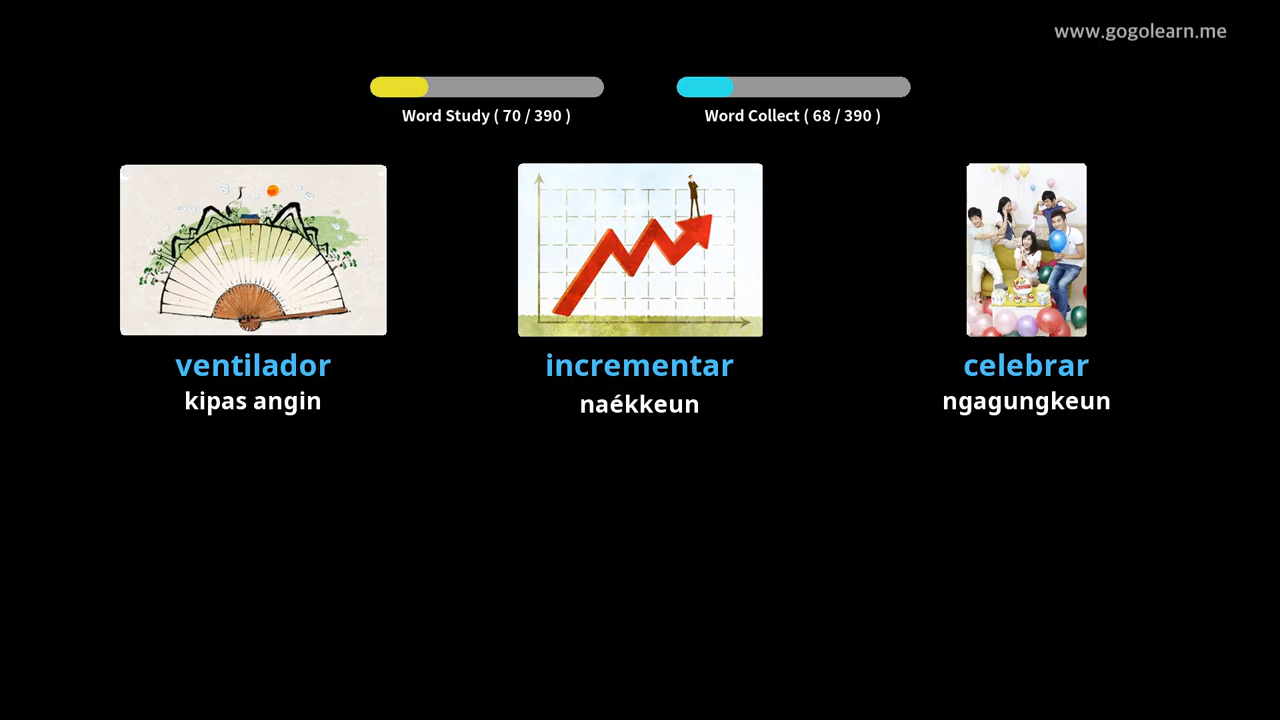 www.gogolearn.me
Word Study ( 70 / 390 )
Word Collect ( 68 / 390 )
ventilador
kipas angin
incrementar
naékkeun
celebrar
ngagungkeun